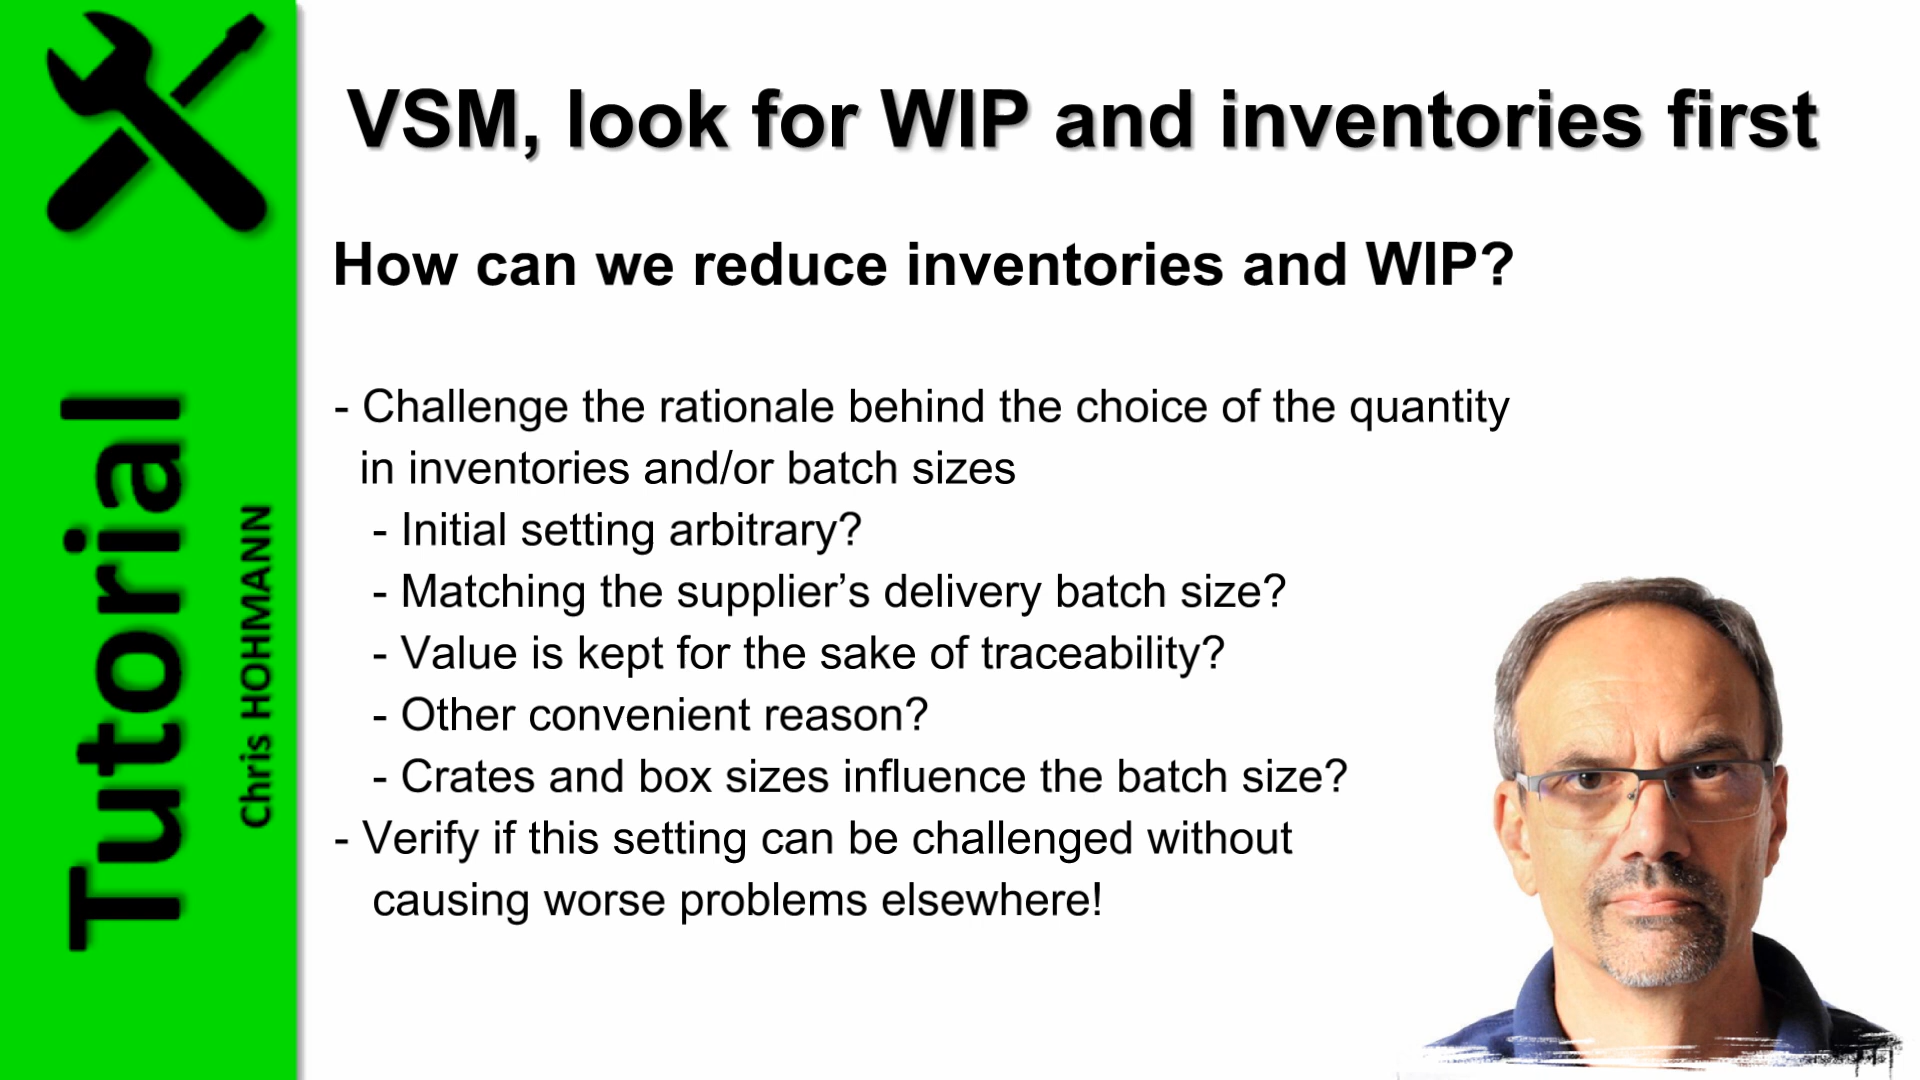 VSM, look for WIP and inventories first
How can we reduce inventories and WIP?
- Challenge the rationale behind the choice of the quantity
in inventories and/or batch sizes
- Initial setting arbitrary?
- Matching the supplier’s delivery batch size?
- Value is kept for the sake of traceability?
- Other convenient reason?
- Crates and box sizes influence the batch size?
- Verify if this setting can be challenged without
causing worse problems elsewhere!
Tutorial
Chris HOHMANN